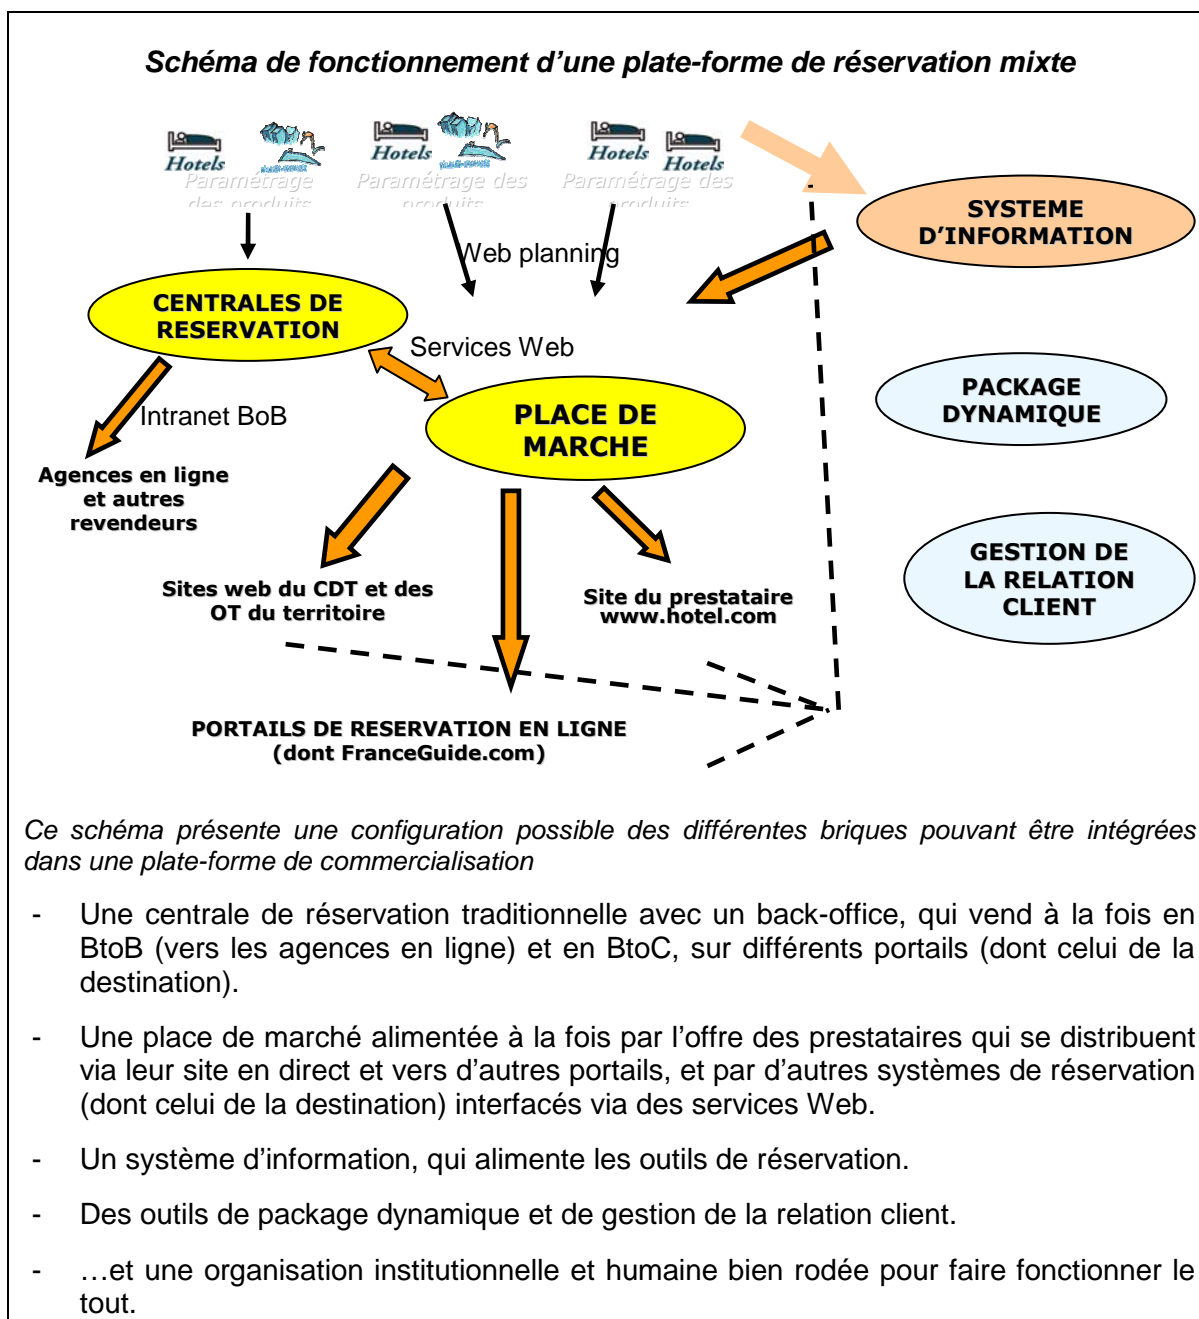 Schéma de fonctionnement d'une plate-forme de réservation mixte
Hotels
Hotels
Hotels
Hotels
Paramétrage
des produits
Paramétrage des
produits
Paramétrage des
produits
SYSTEME
D'INFORMATION
Web planning
CENTRALES DE
RESERVATION
Services Web
PACKAGE
DYNAMIQUE
Intranet BoB
PLACE DE
MARCHE
Agences en ligne
et autres
revendeurs
GESTION DE
LA RELATION
CLIENT
Sites web du CDT et des
OT du territoire
Site du prestataire
www.hotel.com
PORTAILS DE RESERVATION EN LIGNE
(dont FranceGuide.com)
Ce schéma présente une configuration possible des différentes briques pouvant être intégrées
dans une plate-forme de commercialisation
- Une centrale de réservation traditionnelle avec un back-office, qui vend à la fois en
BtoB (vers les agences en ligne) et en BtoC, sur différents portails (dont celui de la
destination).
- Une place de marché alimentée à la fois par l'offre des prestataires qui se distribuent
via leur site en direct et vers d'autres portails, et par d'autres systèmes de réservation
(dont celui de la destination) interfacés via des services Web.
- Un système d'information, qui alimente les outils de réservation.
- Des outils de package dynamique et de gestion de la relation client.
- …et une organisation institutionnelle et humaine bien rodée pour faire fonctionner le
tout.